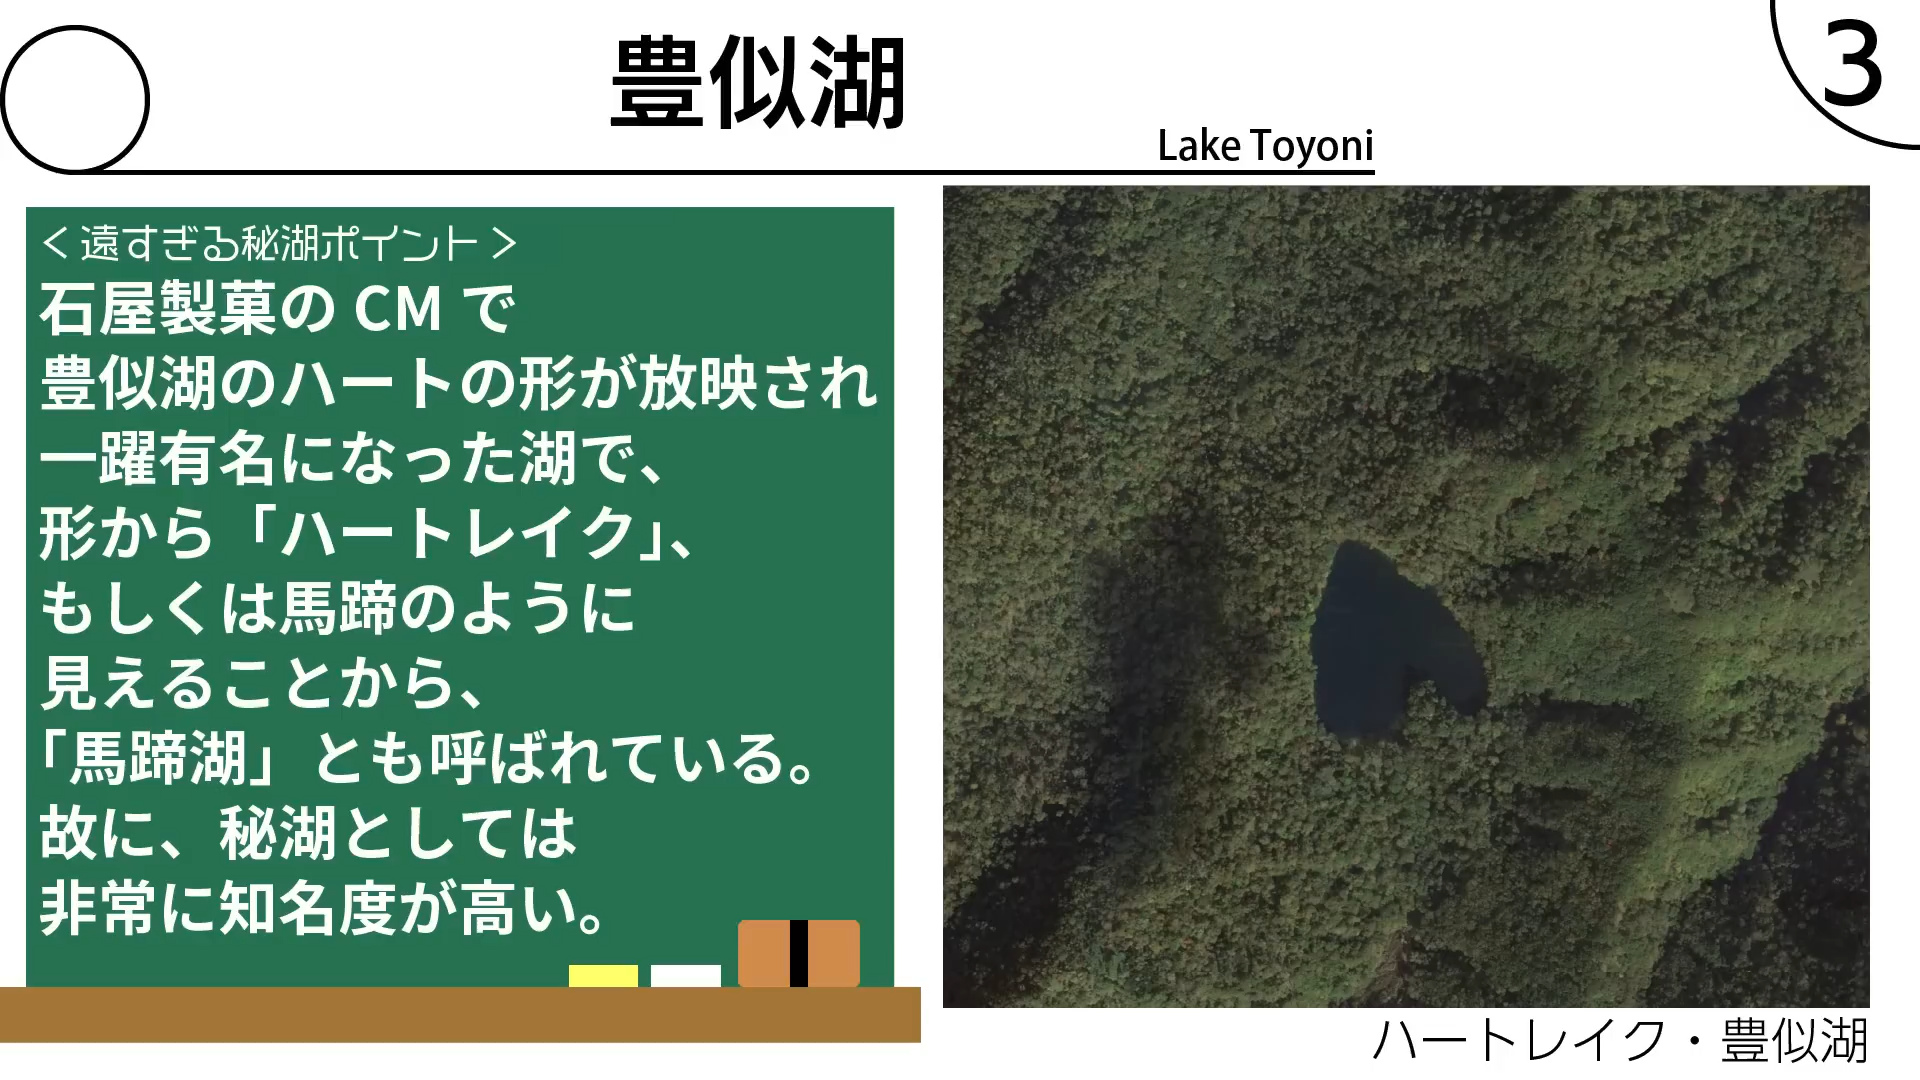 豊似湖
Lake Toyoni
3
＜遠すぎる秘湖ポイント＞
石屋製菓の CM で
豊似湖のハートの形が放映され
一躍有名になった湖で、
形から「ハートレイク」、
もしくは馬蹄のように
見えることから、
「馬蹄湖」とも呼ばれている。
故に、秘湖としては
非常に知名度が高い。
ハートレイク・豊似湖